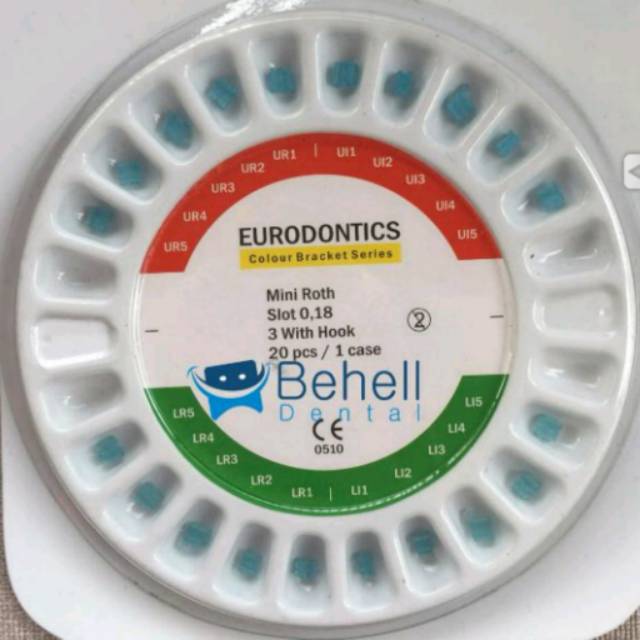 UR5 UR4 UR3 UR2 UR1 | UI1 UI2 UI3 UI4 UI5
EURODONTICS
Colour Bracket Series
Mini Roth
Slot 0,18
3 With Hook
20 pcs / 1 case
2
Behell
Dental
CE
0510
LR5 LR4 LR3 LR2 LR1 | LI1 LI2 LI3 LI4 LI5